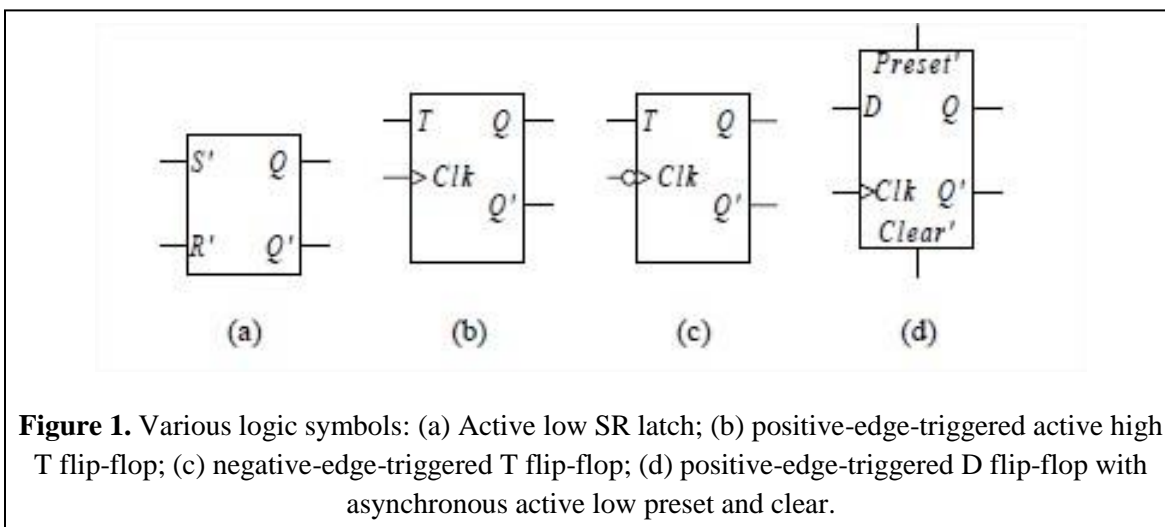 Preset'
T Q T Q D Q
S' Q Clk Clk
Q' Q' Clk Q'
R' Q' Clear'
(a) (b) (c) (d)
Figure 1. Various logic symbols: (a) Active low SR latch; (b) positive-edge-triggered active high
T flip-flop; (c) negative-edge-triggered T flip-flop; (d) positive-edge-triggered D flip-flop with
asynchronous active low preset and clear.